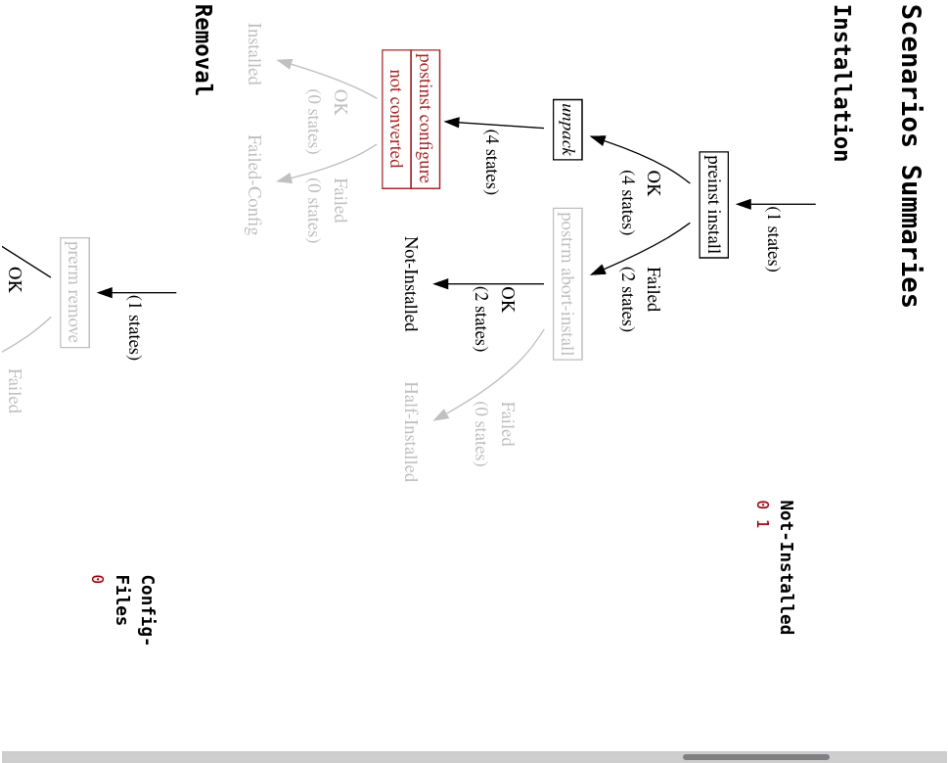 Scenarios Summaries
Installation
(1 states)
preinst install
OK
(4 states)
Failed
(2 states)
unpack
postrm abort-install
(4 states)
OK
(2 states)
Failed
(0 states)
postinst configure
not converted
Not-Installed
Half-Installed
OK
(0 states)
Failed
(0 states)
Installed
Failed-Config
Not-Installed
0 1
Removal
(1 states)
prerm remove
OK
Failed
Config-
Files
0